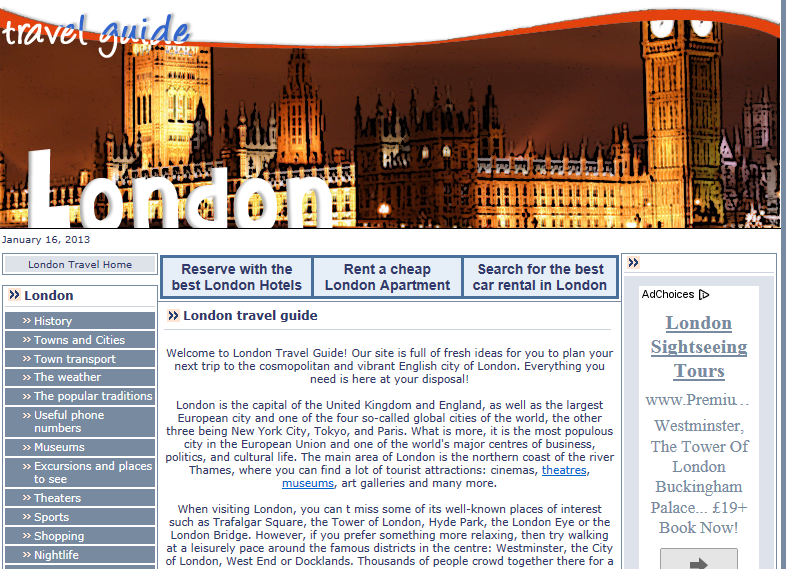 travel guide
London
January 16, 2013
London Travel Home
London
History
Towns and Cities
Town transport
The weather
The popular traditions
Useful phone
numbers
Museums
Excursions and places
to see
Theaters
Sports
Shopping
Nightlife
Reserve with the
best London Hotels
Rent a cheap
London Apartment
Search for the best
car rental in London
London travel guide
Welcome to London Travel Guide! Our site is full of fresh ideas for you to plan your
next trip to the cosmopolitan and vibrant English city of London. Everything you
need is here at your disposal!
London is the capital of the United Kingdom and England, as well as the largest
European city and one of the four so-called global cities of the world, the other
three being New York City, Tokyo, and Paris. What is more, it is the most populous
city in the European Union and one of the world's major centres of business,
politics, and cultural life. The main area of London is the northern coast of the river
Thames, where you can find a lot of tourist attractions: cinemas, theatres,
museums, art galleries and many more.
When visiting London, you can t miss some of its well-known places of interest
such as Trafalgar Square, the Tower of London, Hyde Park, the London Eye or the
London Bridge. However, if you prefer something more relaxing, then try walking
at a leisurely pace around the famous districts in the centre: Westminster, the City
of London, West End or Docklands. Thousands of people crowd together there for a
AdChoices
London
Sightseeing
Tours
www.Premiu...
Westminster,
The Tower Of
London
Buckingham
Palace... £19+
Book Now!